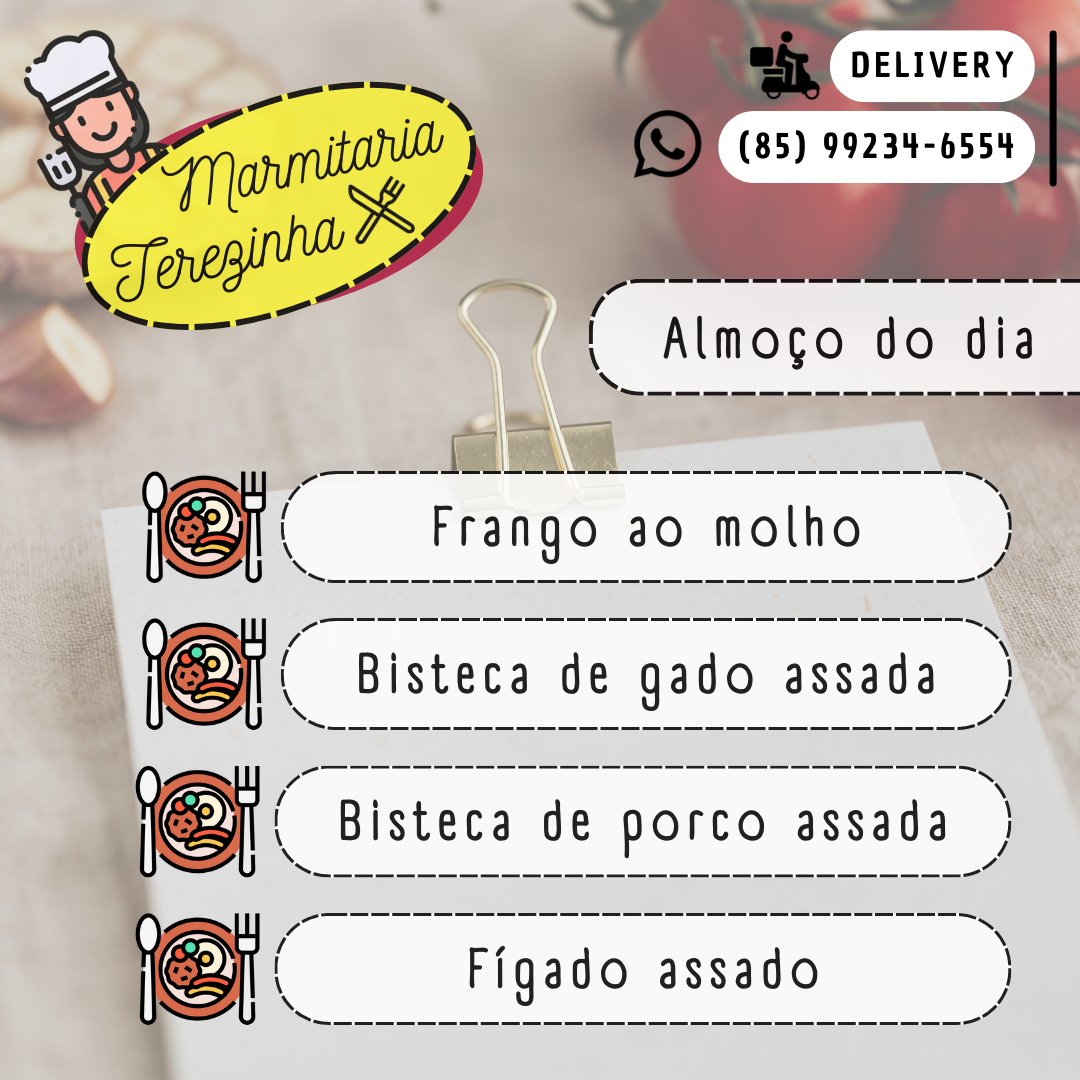 Marmitaria
Terezinha
DELIVERY
(85) 99234-6554
Almoço do dia
Frango ao molho
Bisteca de gado assada
Bisteca de porco assada
Fígado assado